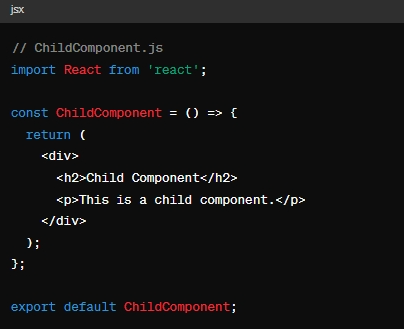 jsx
// ChildComponent.js
import React from 'react';
const ChildComponent = () => {
return (
<div>
<h2>Child Component</h2>
<p>This is a child component.</p>
</div>
);
};
export default ChildComponent;